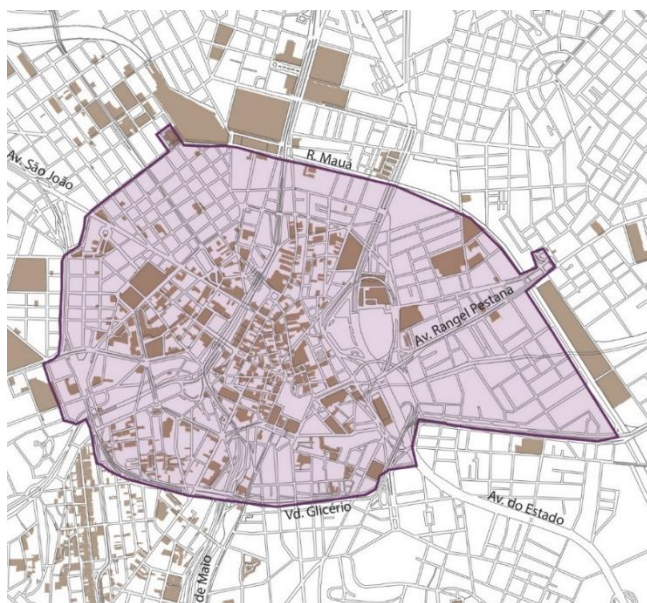 R. Mauá
Av. São João
Av. Rangel Pestana
Vd. Glicério
Av. do Estado
de Maio